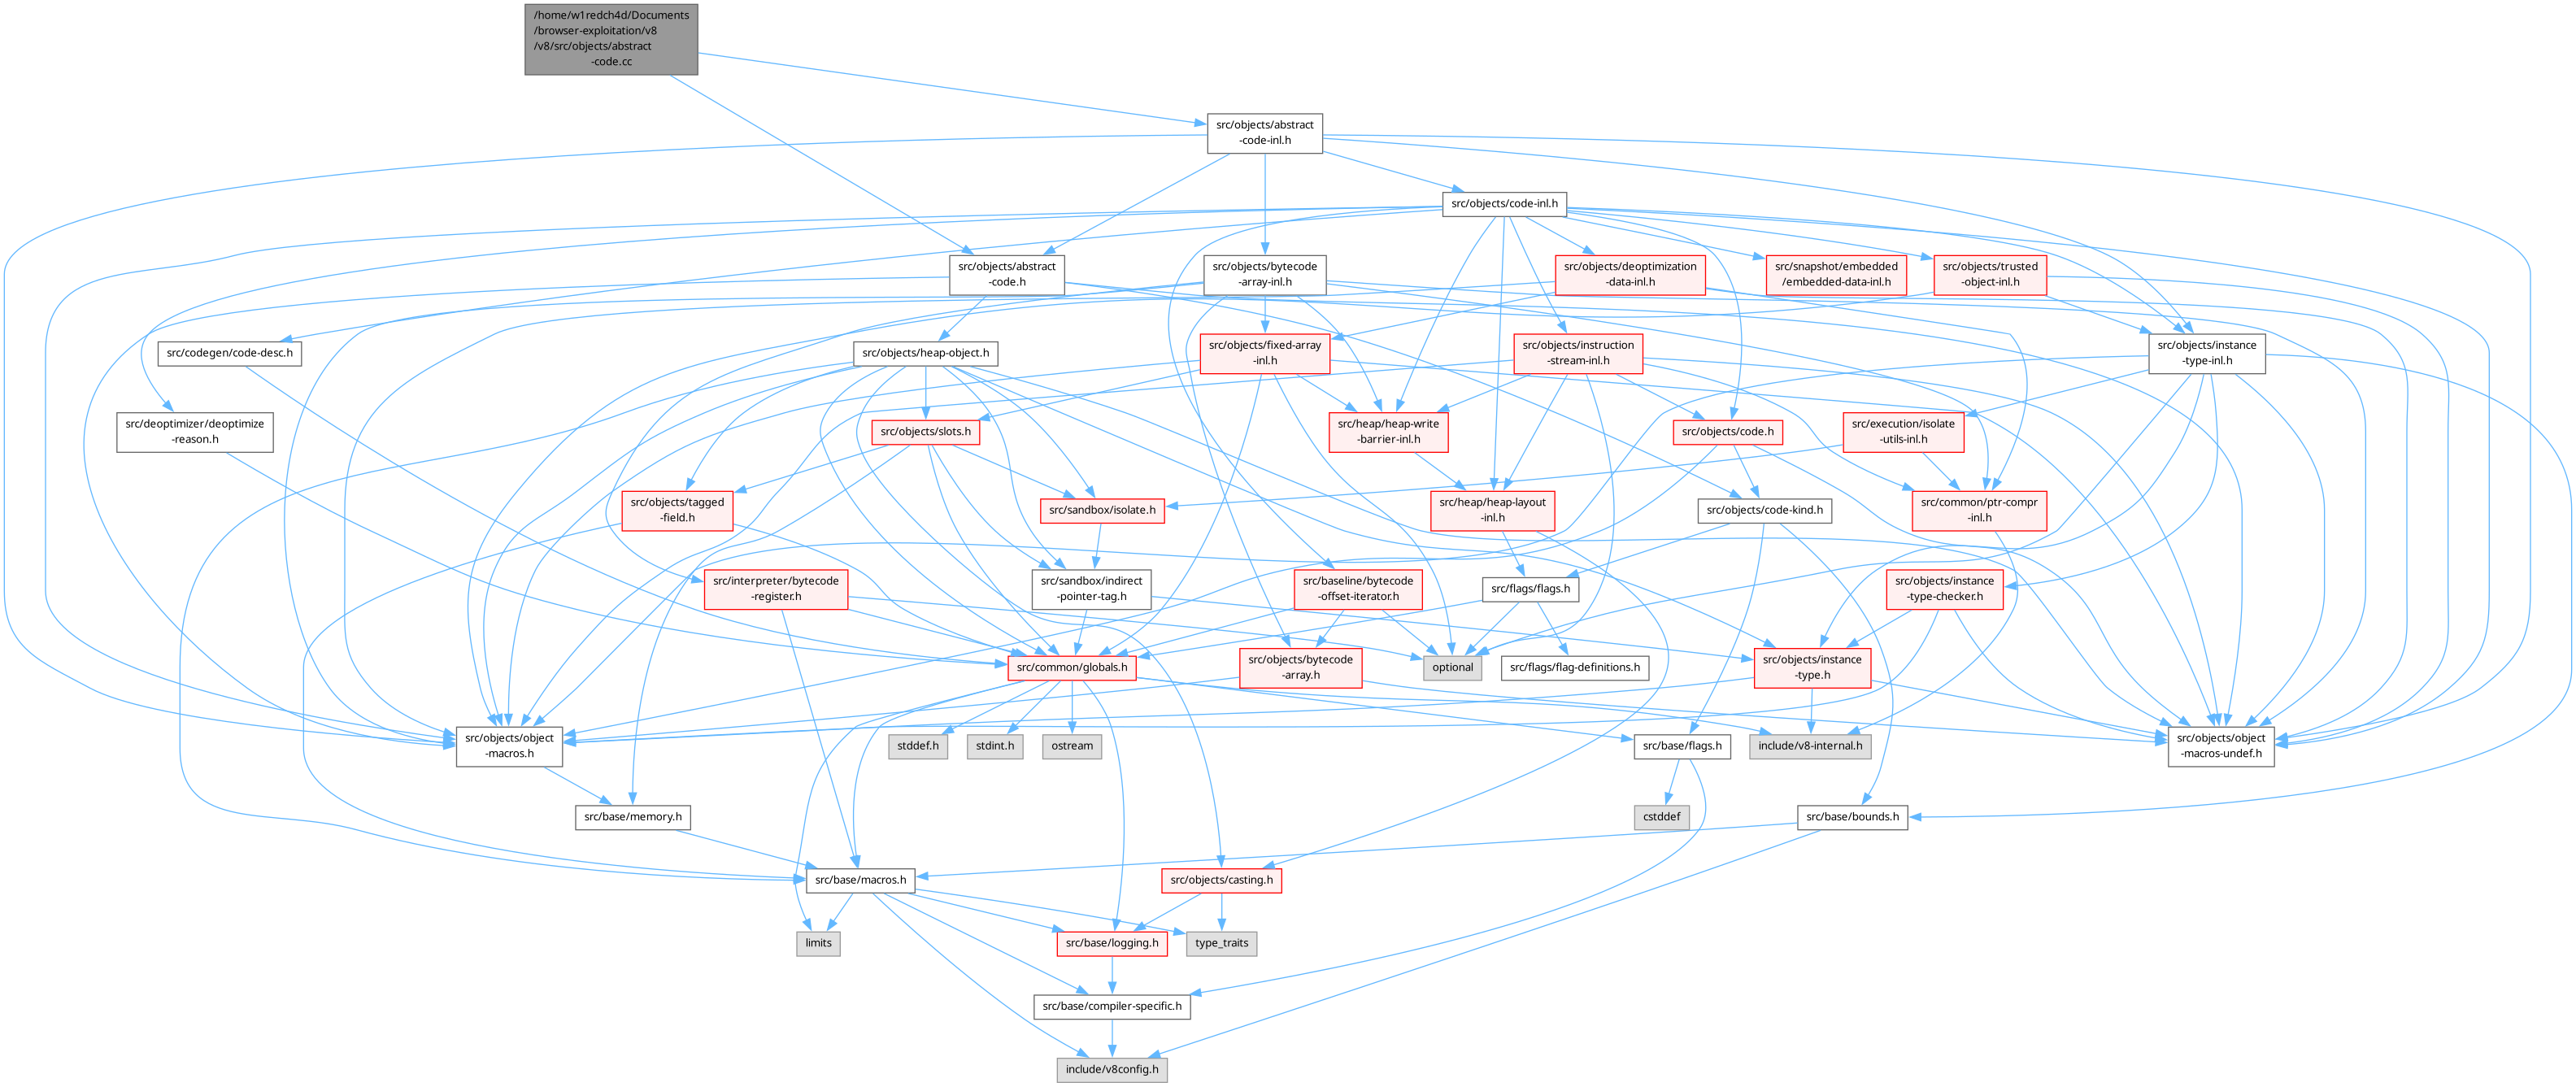 /home/w1redch4d/Documents
/browser-exploitation/v8
/v8/src/objects/abstract
-code.cc
src/objects/abstract
-code-inl.h
src/objects/code-inl.h
src/objects/abstract
-code.h
src/objects/bytecode
-array-inl.h
src/objects/deoptimization
-data-inl.h
src/snapshot/embedded
/embedded-data-inl.h
src/objects/trusted
-object-inl.h
src/codegen/code-desc.h
src/objects/heap-object.h
src/objects/fixed-array
-inl.h
src/objects/instruction
-stream-inl.h
src/objects/instance
-type-inl.h
src/deoptimizer/deoptimize
-reason.h
src/objects/slots.h
src/heap/heap-write
-barrier-inl.h
src/objects/code.h
src/execution/isolate
-utils-inl.h
src/objects/tagged
-field.h
src/sandbox/isolate.h
src/heap/heap-layout
-inl.h
src/objects/code-kind.h
src/common/ptr-compr
-inl.h
src/interpreter/bytecode
-register.h
src/sandbox/indirect
-pointer-tag.h
src/baseline/bytecode
-offset-iterator.h
src/flags/flags.h
src/objects/instance
-type-checker.h
src/common/globals.h
src/objects/bytecode
-array.h
optional
src/flags/flag-definitions.h
src/objects/instance
-type.h
src/objects/object
-macros.h
stddef.h
stdint.h
ostream
src/base/flags.h
include/v8-internal.h
src/objects/object
-macros-undef.h
src/base/memory.h
cstddef
src/base/bounds.h
src/base/macros.h
src/objects/casting.h
limits
src/base/logging.h
type_traits
src/base/compiler-specific.h
include/v8config.h